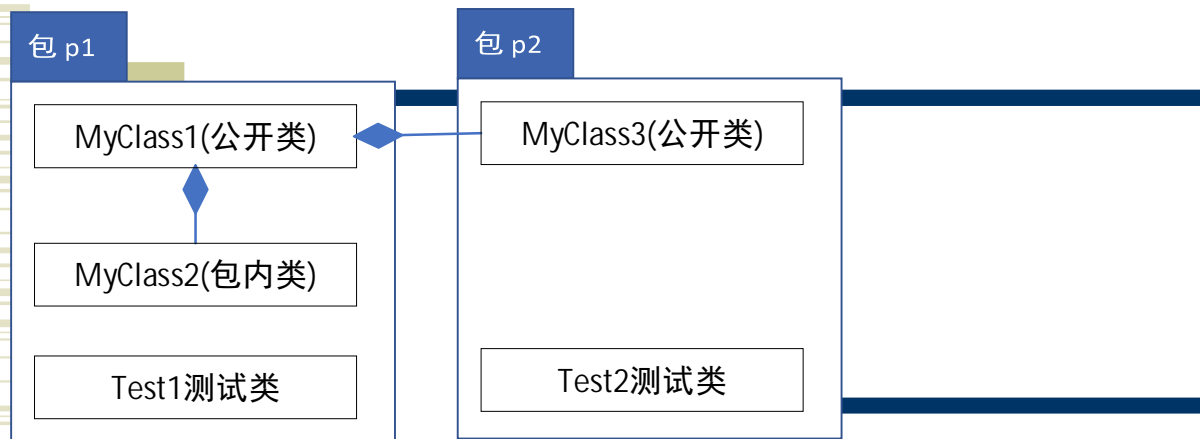 包 p1
MyClass1(公开类)
MyClass2(包内类)
Test1测试类
包 p2
MyClass3(公开类)
Test2测试类